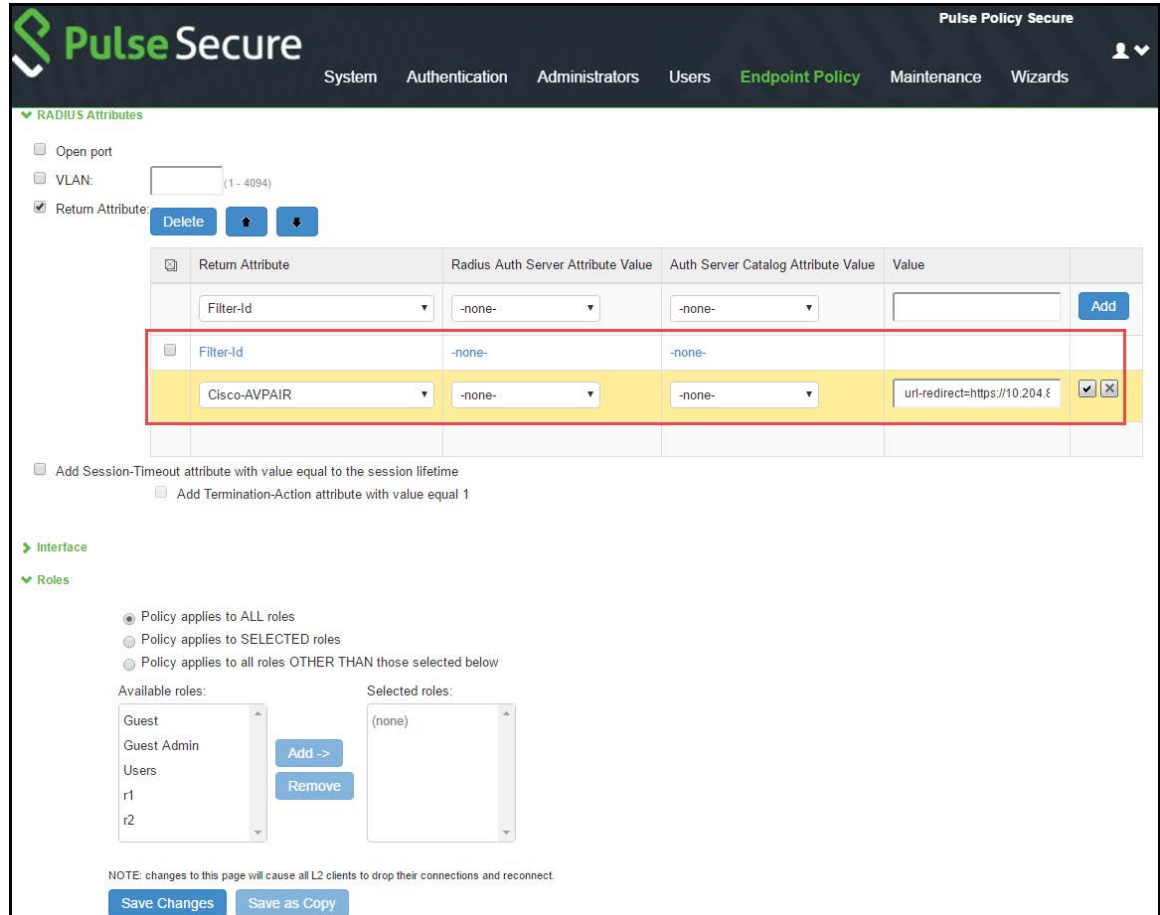 Pulse Policy Secure
Pulse Secure
System Authentication Administrators Users Endpoint Policy Maintenance Wizards
RADIUS Attributes
Open port
VLAN: (1 - 4094)
Return Attribute:
Delete
Return Attribute Radius Auth Server Attribute Value Auth Server Catalog Attribute Value Value
Filter-Id -none- -none- Add
Filter-Id -none- -none-
Cisco-AVPAIR -none- -none- url-redirect=https://10.204.8
Add Session-Timeout attribute with value equal to the session lifetime
Add Termination-Action attribute with value equal 1
Interface
Roles
Policy applies to ALL roles
Policy applies to SELECTED roles
Policy applies to all roles OTHER THAN those selected below
Available roles: Selected roles:
Guest (none)
Guest Admin
Add ->
Users
Remove
r1
r2
NOTE: changes to this page will cause all L2 clients to drop their connections and reconnect.
Save Changes Save as Copy